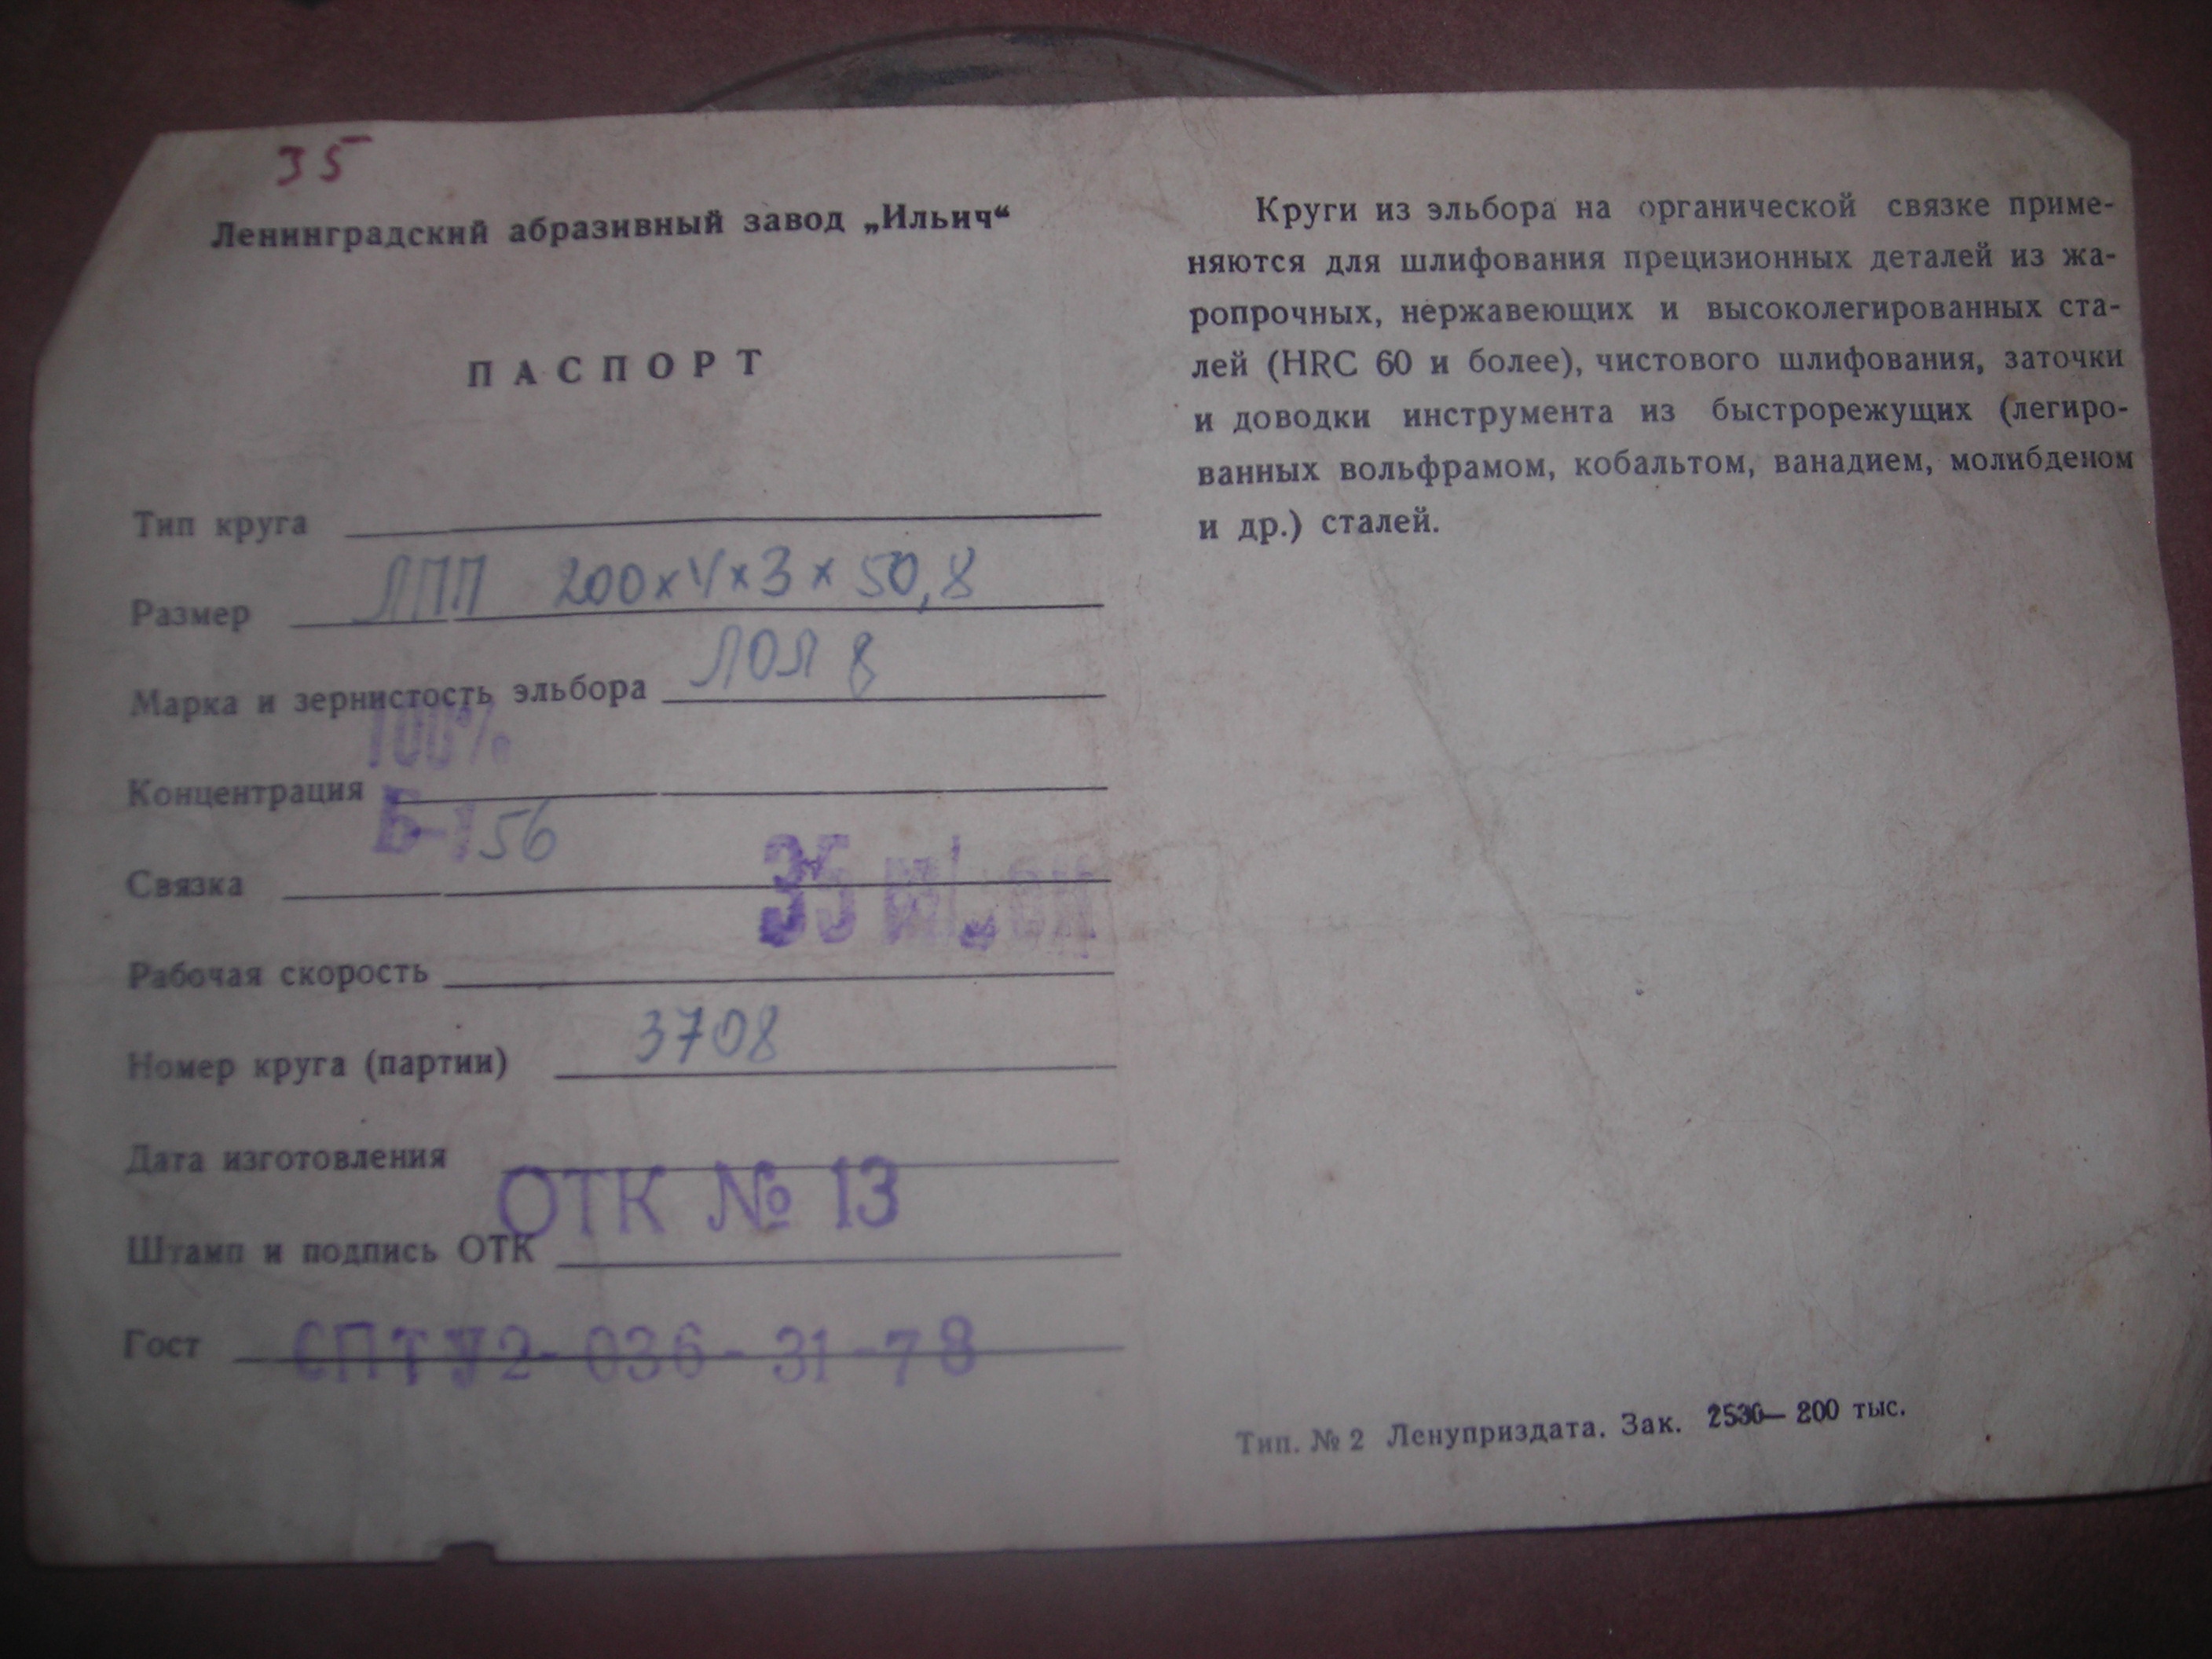 35
Ленинградский абразивный завод „Ильич“
ПАСПОРТ
Тип круга
Размер ЛПП 200х4х3х50,8
Марка и зернистость эльбора ЛОЛ 8
Концентрация 100%
Связка Б-156
Рабочая скорость 35 м/сек
Номер круга (партии) 3708
Дата изготовления
Штамп и подпись ОТК ОТК № 13
Гост СПТУ2-036-31-78
Круги из эльбора на органической связке приме-
няются для шлифования прецизионных деталей из жа-
ропрочных, нержавеющих и высоколегированных ста-
лей (HRC 60 и более), чистового шлифования, заточки
и доводки инструмента из быстрорежущих (легиро-
ванных вольфрамом, кобальтом, ванадием, молибденом
и др.) сталей.
Тип. № 2 Ленуприздата. Зак. 2530—200 тыс.